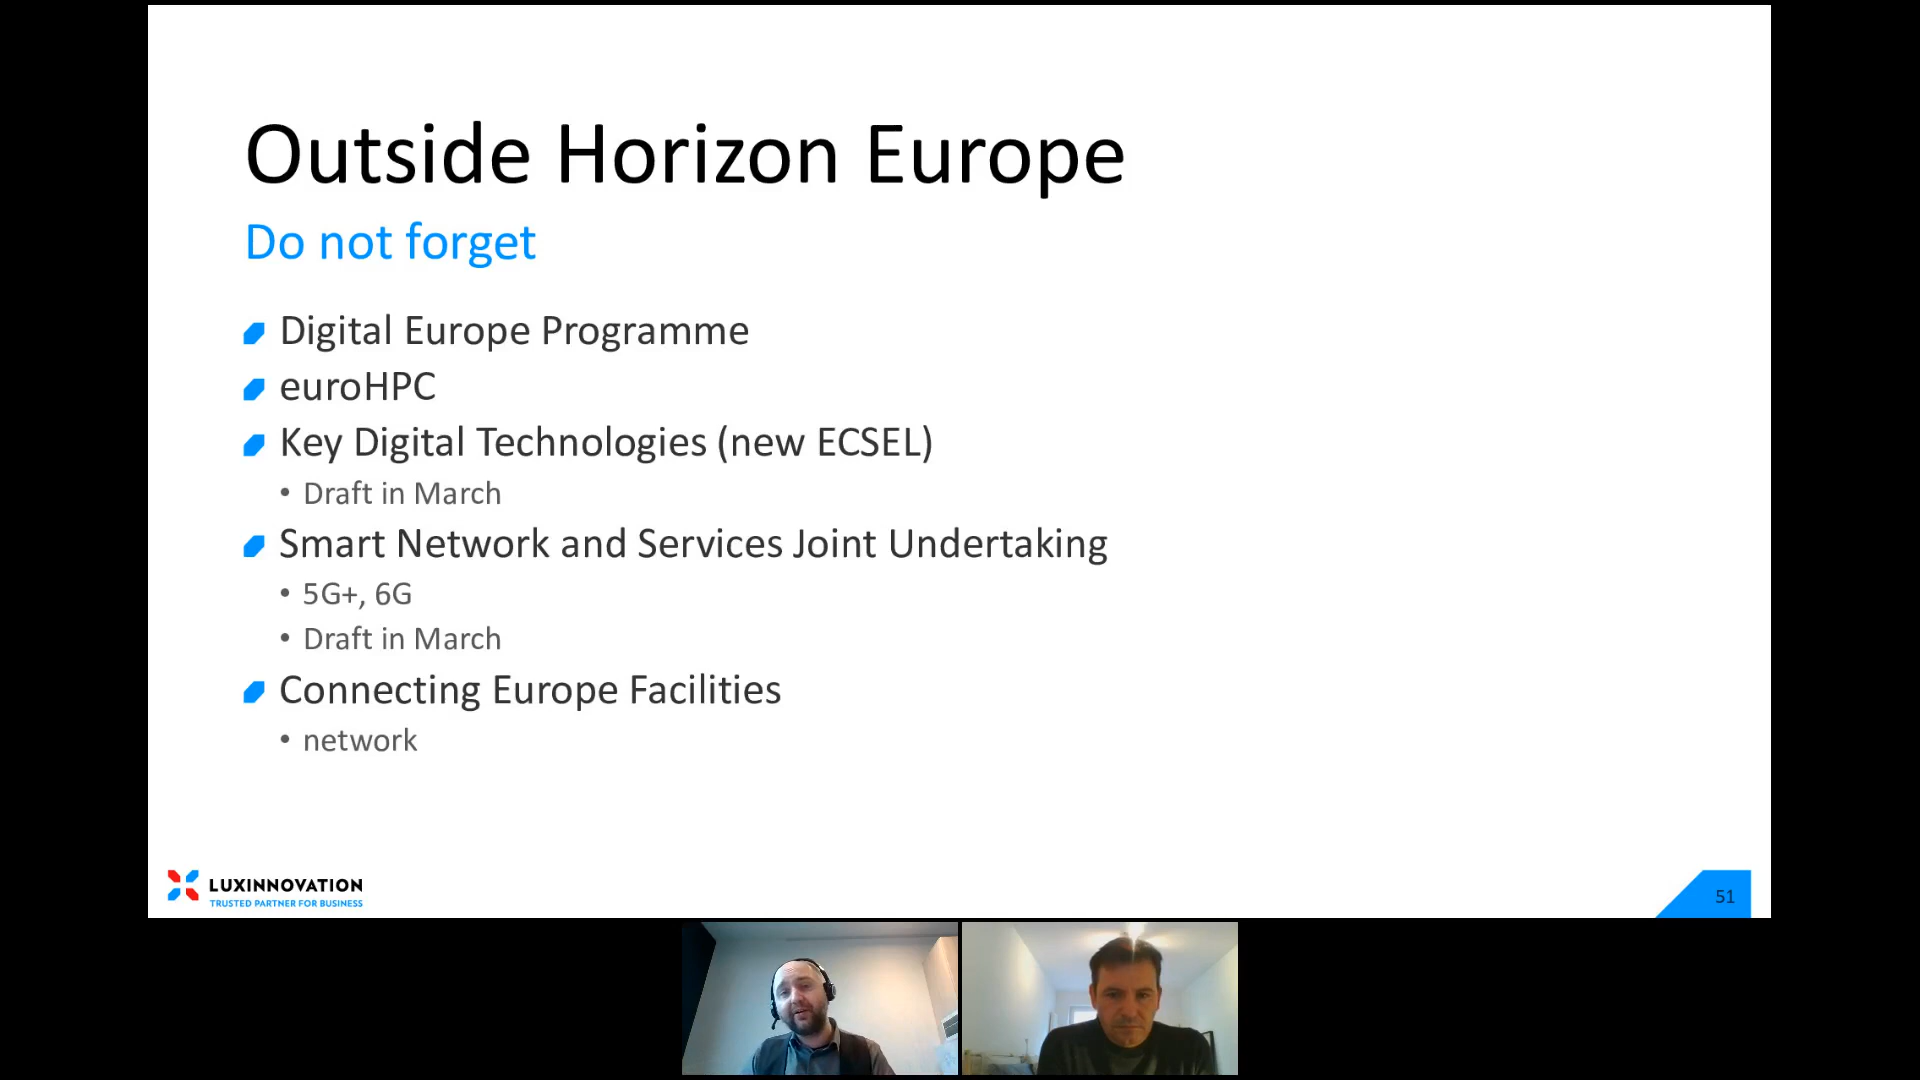 Outside Horizon Europe
Do not forget
Digital Europe Programme
euroHPC
Key Digital Technologies (new ECSEL)
• Draft in March
Smart Network and Services Joint Undertaking
• 5G+, 6G
• Draft in March
Connecting Europe Facilities
• network
LUXINNOVATION
TRUSTED PARTNER FOR BUSINESS
51